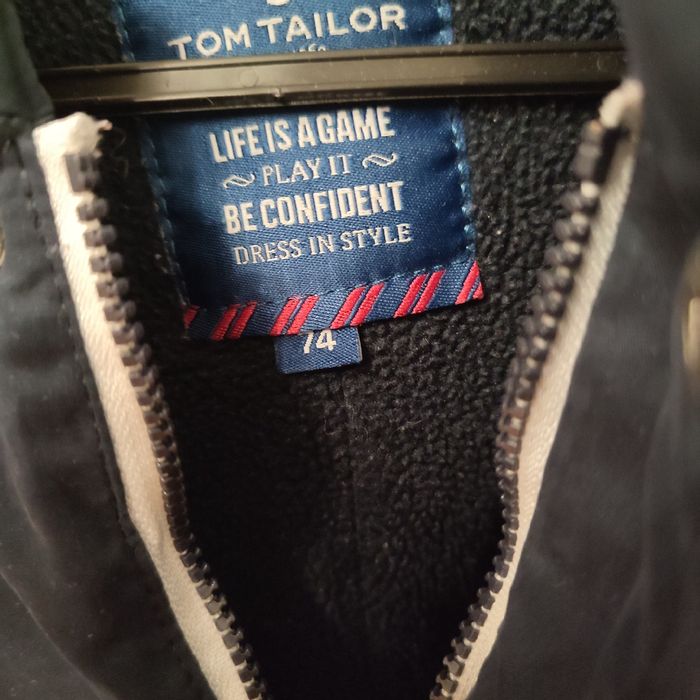 TOM TAILOR
LIFE IS A GAME
PLAY IT
BE CONFIDENT
DRESS IN STYLE
74